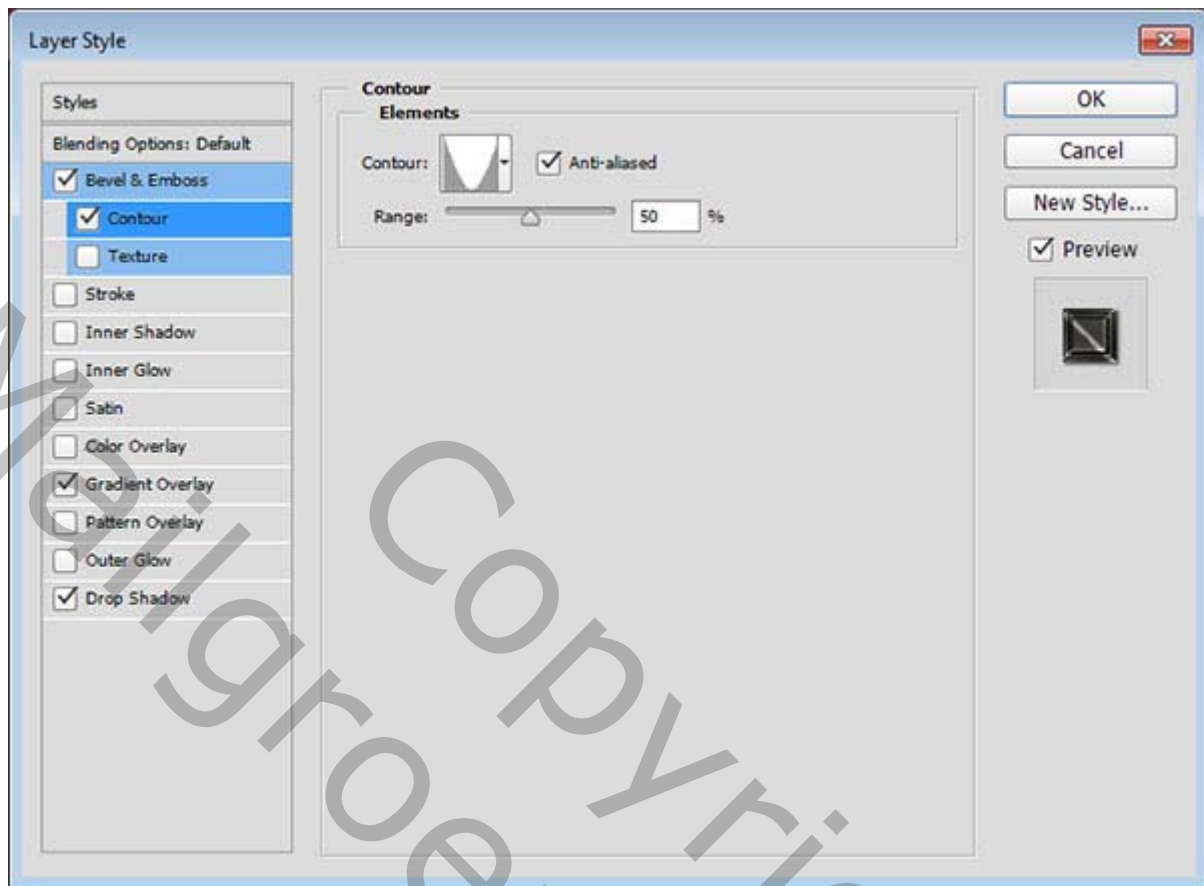 Layer Style
Styles
Blending Options: Default
Bevel & Emboss
Contour
Texture
Stroke
Inner Shadow
Inner Glow
Satin
Color Overlay
Gradient Overlay
Pattern Overlay
Outer Glow
Drop Shadow
Contour
Elements
Contour:
Anti-aliased
Range:
50
%
OK
Cancel
New Style...
Preview